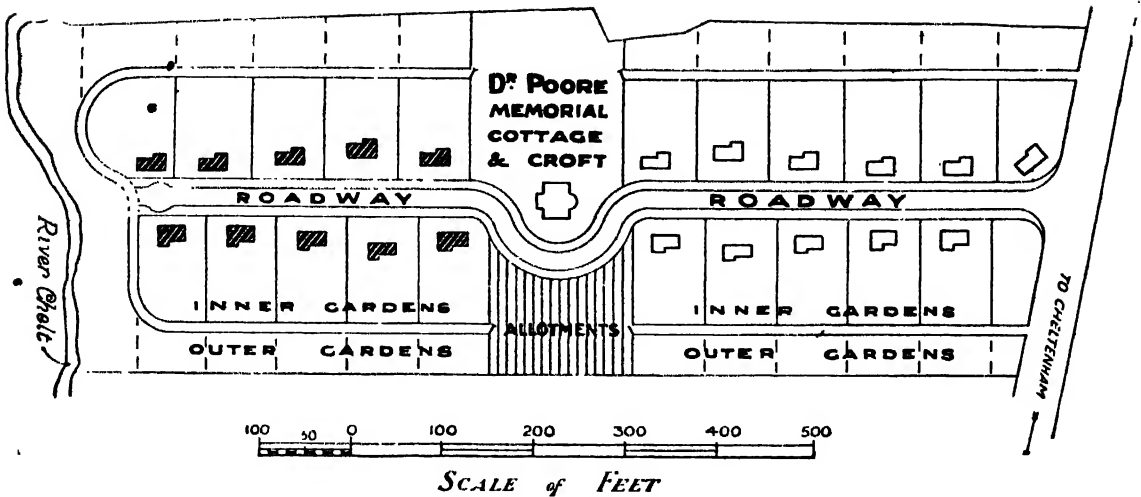 DR. POORE
MEMORIAL
COTTAGE
& CROFT
ROADWAY
ROADWAY
River Chelt
INNER GARDENS
INNER GARDENS
ALLOTMENTS
OUTER GARDENS
OUTER GARDENS
TO CHELTENHAM
100 50 0 100 200 300 400 500
SCALE of FEET